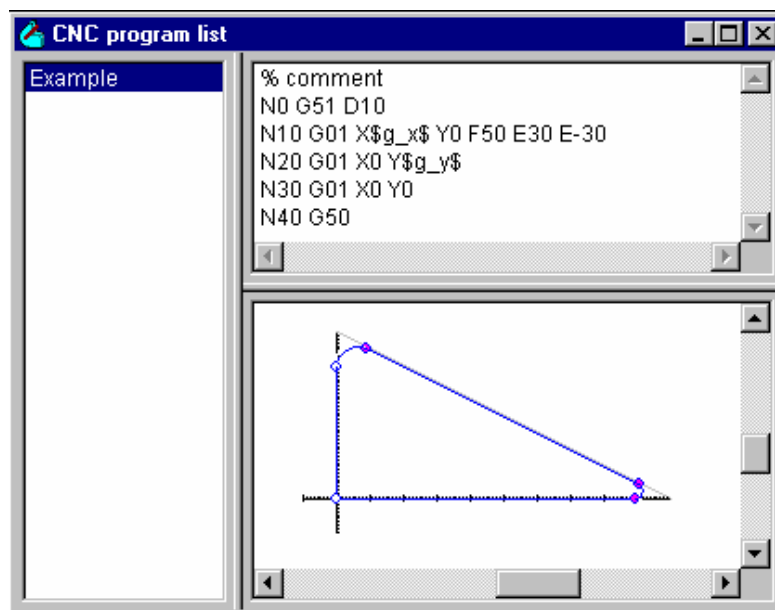 CNC program list
Example
% comment
N0 G51 D10
N10 G01 X$g_x$ Y0 F50 E30 E-30
N20 G01 X0 Y$g_y$
N30 G01 X0 Y0
N40 G50